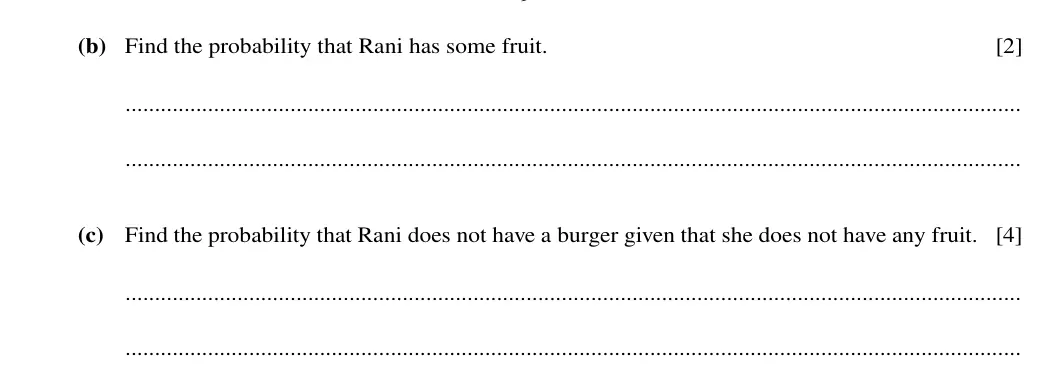 (b) Find the probability that Rani has some fruit. [2]
(c) Find the probability that Rani does not have a burger given that she does not have any fruit. [4]